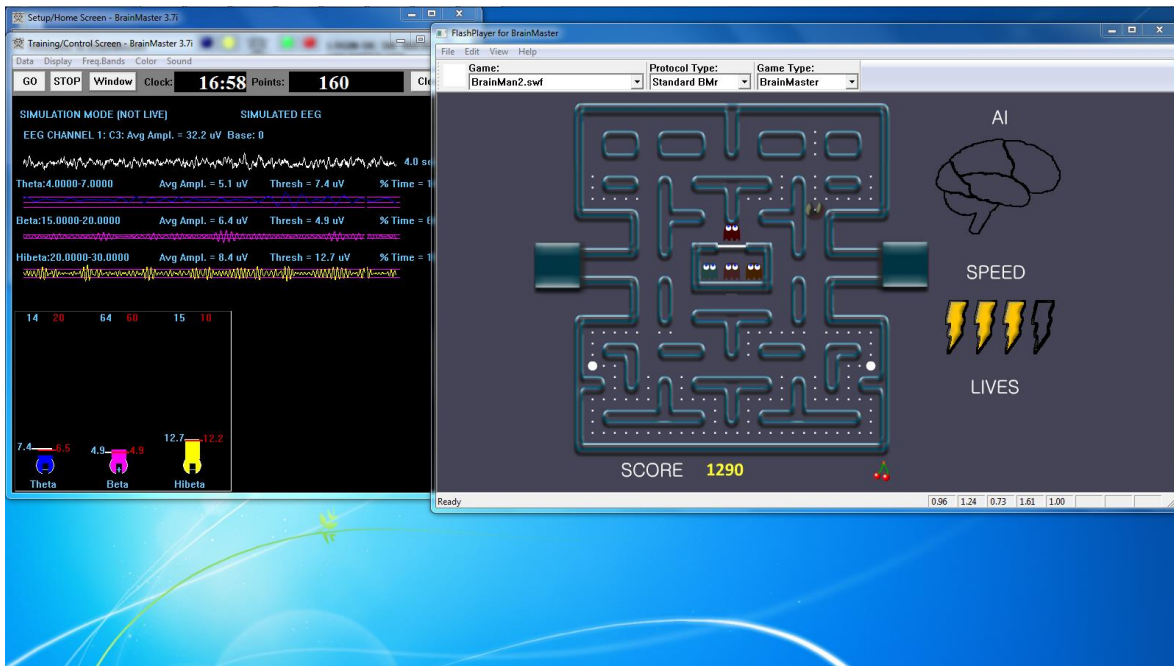 Setup/Home Screen - BrainMaster 3.7i
Training/Control Screen - BrainMaster 3.7i
Data Display Freq.Bands Color Sound
GO STOP Window Clock: 16:58 Points: 160
SIMULATION MODE (NOT LIVE) SIMULATED EEG
EEG CHANNEL 1: C3: Avg Ampl. = 32.2 uV Base: 0
4.0 se
Theta:4.0000-7.0000 Avg Ampl. = 5.1 uV Thresh = 7.4 uV % Time =
Beta:15.0000-20.0000 Avg Ampl. = 6.4 uV Thresh = 4.9 uV % Time =
Hibeta:20.0000-30.0000 Avg Ampl. = 8.4 uV Thresh = 12.7 uV % Time =
14 20 64 60 15 10
7.4 6.5 4.9 4.9 12.7 12.2
Theta Beta Hibeta
FlashPlayer for BrainMaster
File Edit View Help
Game: Protocol Type: Game Type:
BrainMan2.swf Standard BMr BrainMaster
AI
SPEED
LIVES
SCORE 1290
Ready 0.96 1.24 0.73 1.61 1.00